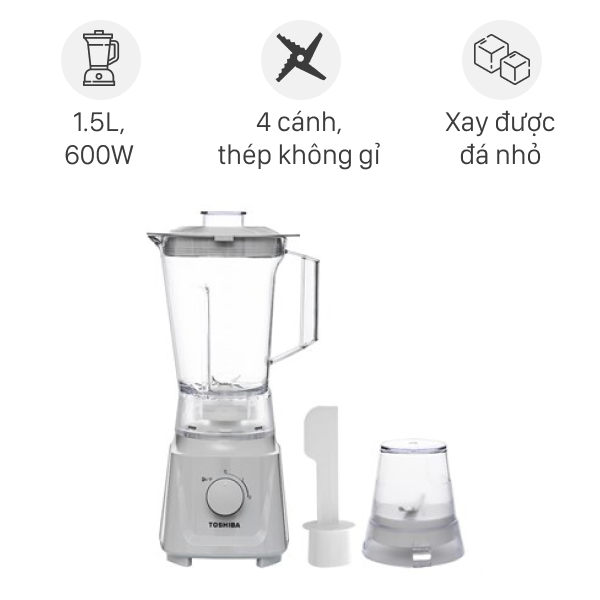 1.5L,
600W
4 cánh,
thép không gỉ
Xay được
đá nhỏ
TOSHIBA